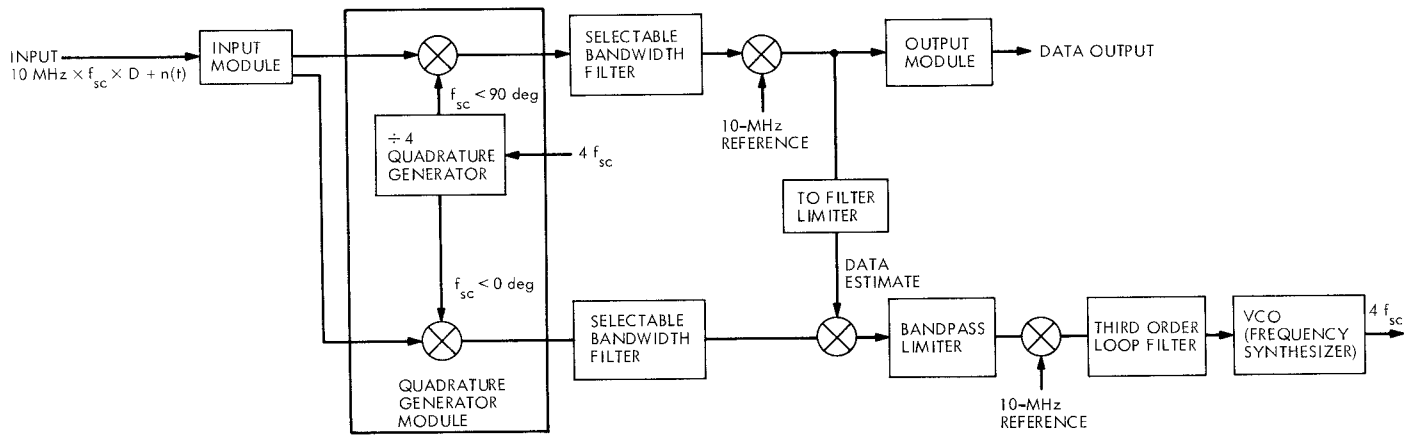 INPUT
10 MHz × f_sc × D + n(t)
INPUT
MODULE
f_sc < 90 deg
÷ 4
QUADRATURE
GENERATOR
4 f_sc
f_sc < 0 deg
QUADRATURE
GENERATOR
MODULE
SELECTABLE
BANDWIDTH
FILTER
10-MHz
REFERENCE
OUTPUT
MODULE
DATA OUTPUT
TO FILTER
LIMITER
DATA
ESTIMATE
SELECTABLE
BANDWIDTH
FILTER
BANDPASS
LIMITER
10-MHz
REFERENCE
THIRD ORDER
LOOP FILTER
VCO
(FREQUENCY
SYNTHESIZER)
4 f_sc